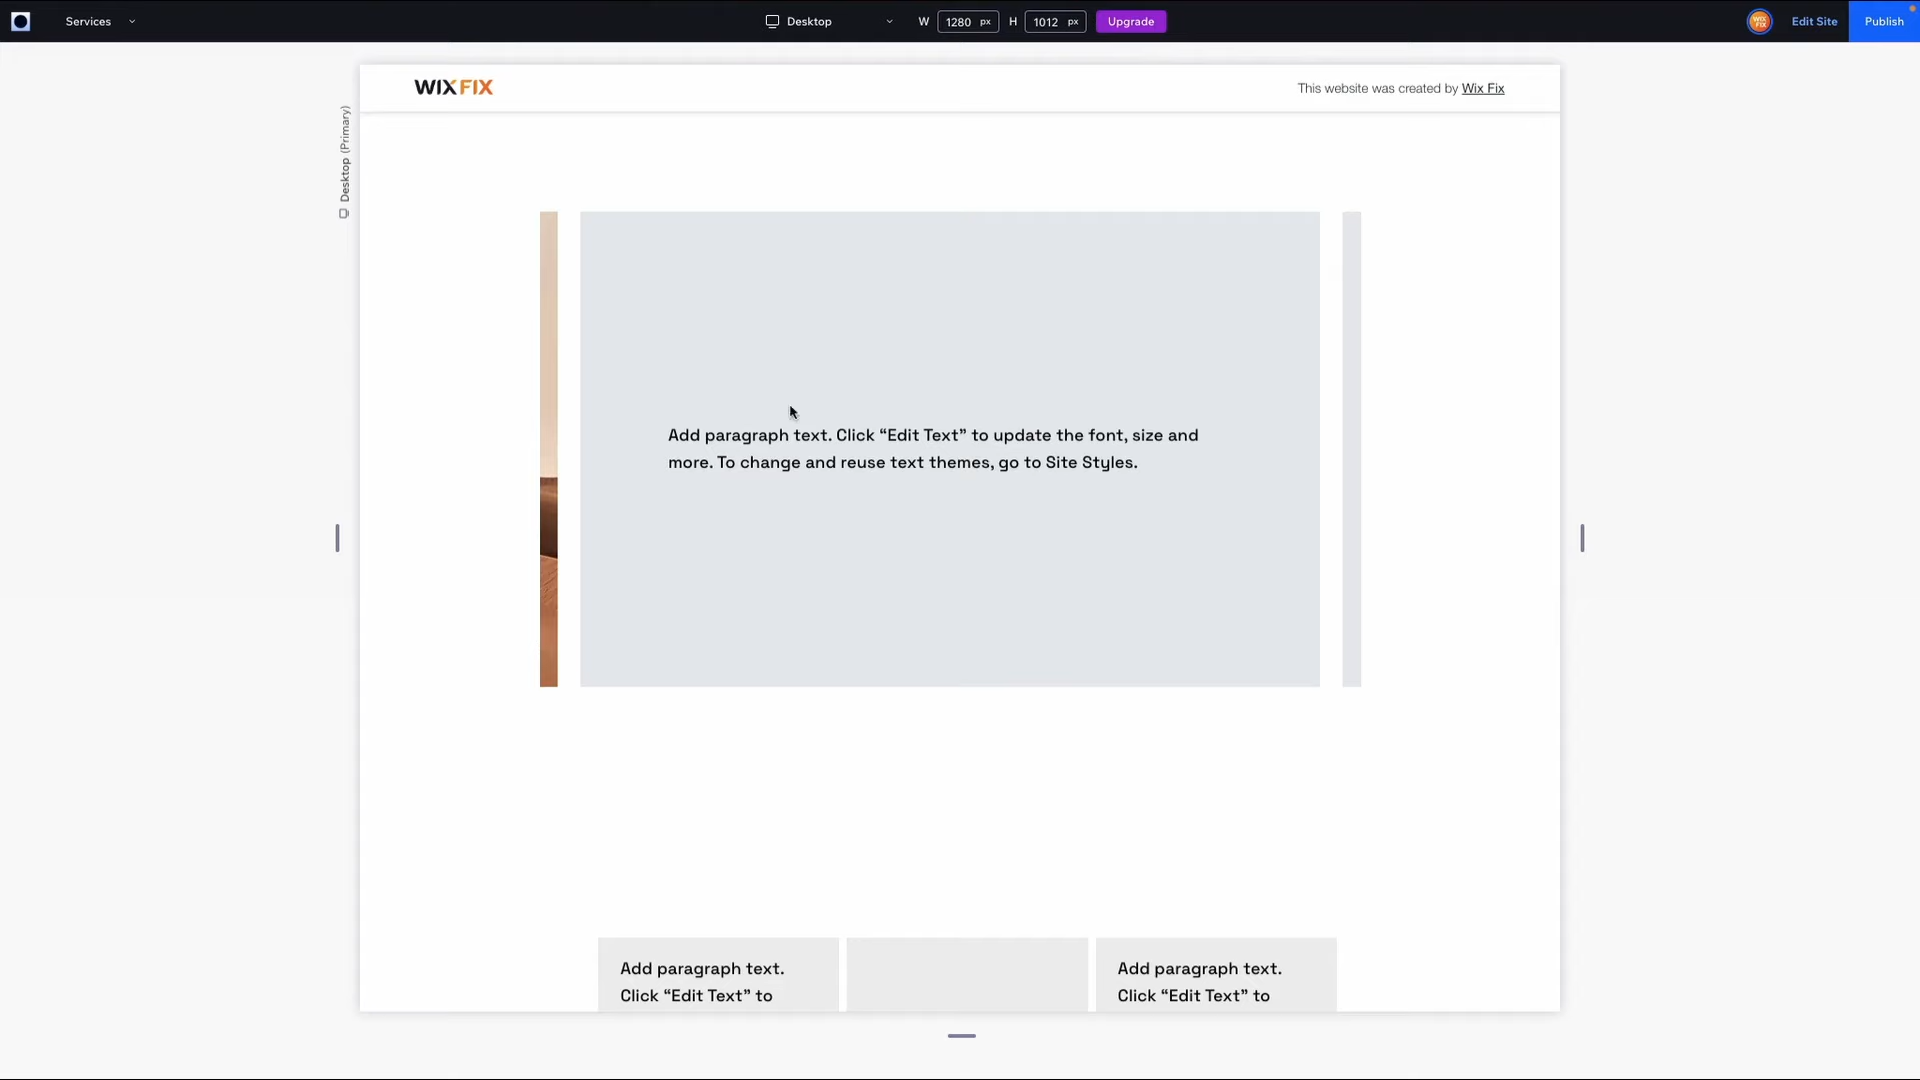 Services
Desktop
W 1280 px H 1012 px
Upgrade
WIX FIX
Edit Site
Publish
WIXFIX
This website was created by Wix Fix
Desktop (Primary)
Add paragraph text. Click “Edit Text” to update the font, size and
more. To change and reuse text themes, go to Site Styles.
Add paragraph text.
Click “Edit Text” to
Add paragraph text.
Click “Edit Text” to